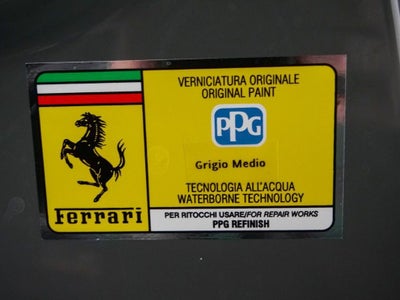 VERNICIATURA ORIGINALE
ORIGINAL PAINT
PPG
Grigio Medio
TECNOLOGIA ALL'ACQUA
WATERBORNE TECHNOLOGY
Ferrari
PER RITOCCHI USARE/FOR REPAIR WORKS
PPG REFINISH